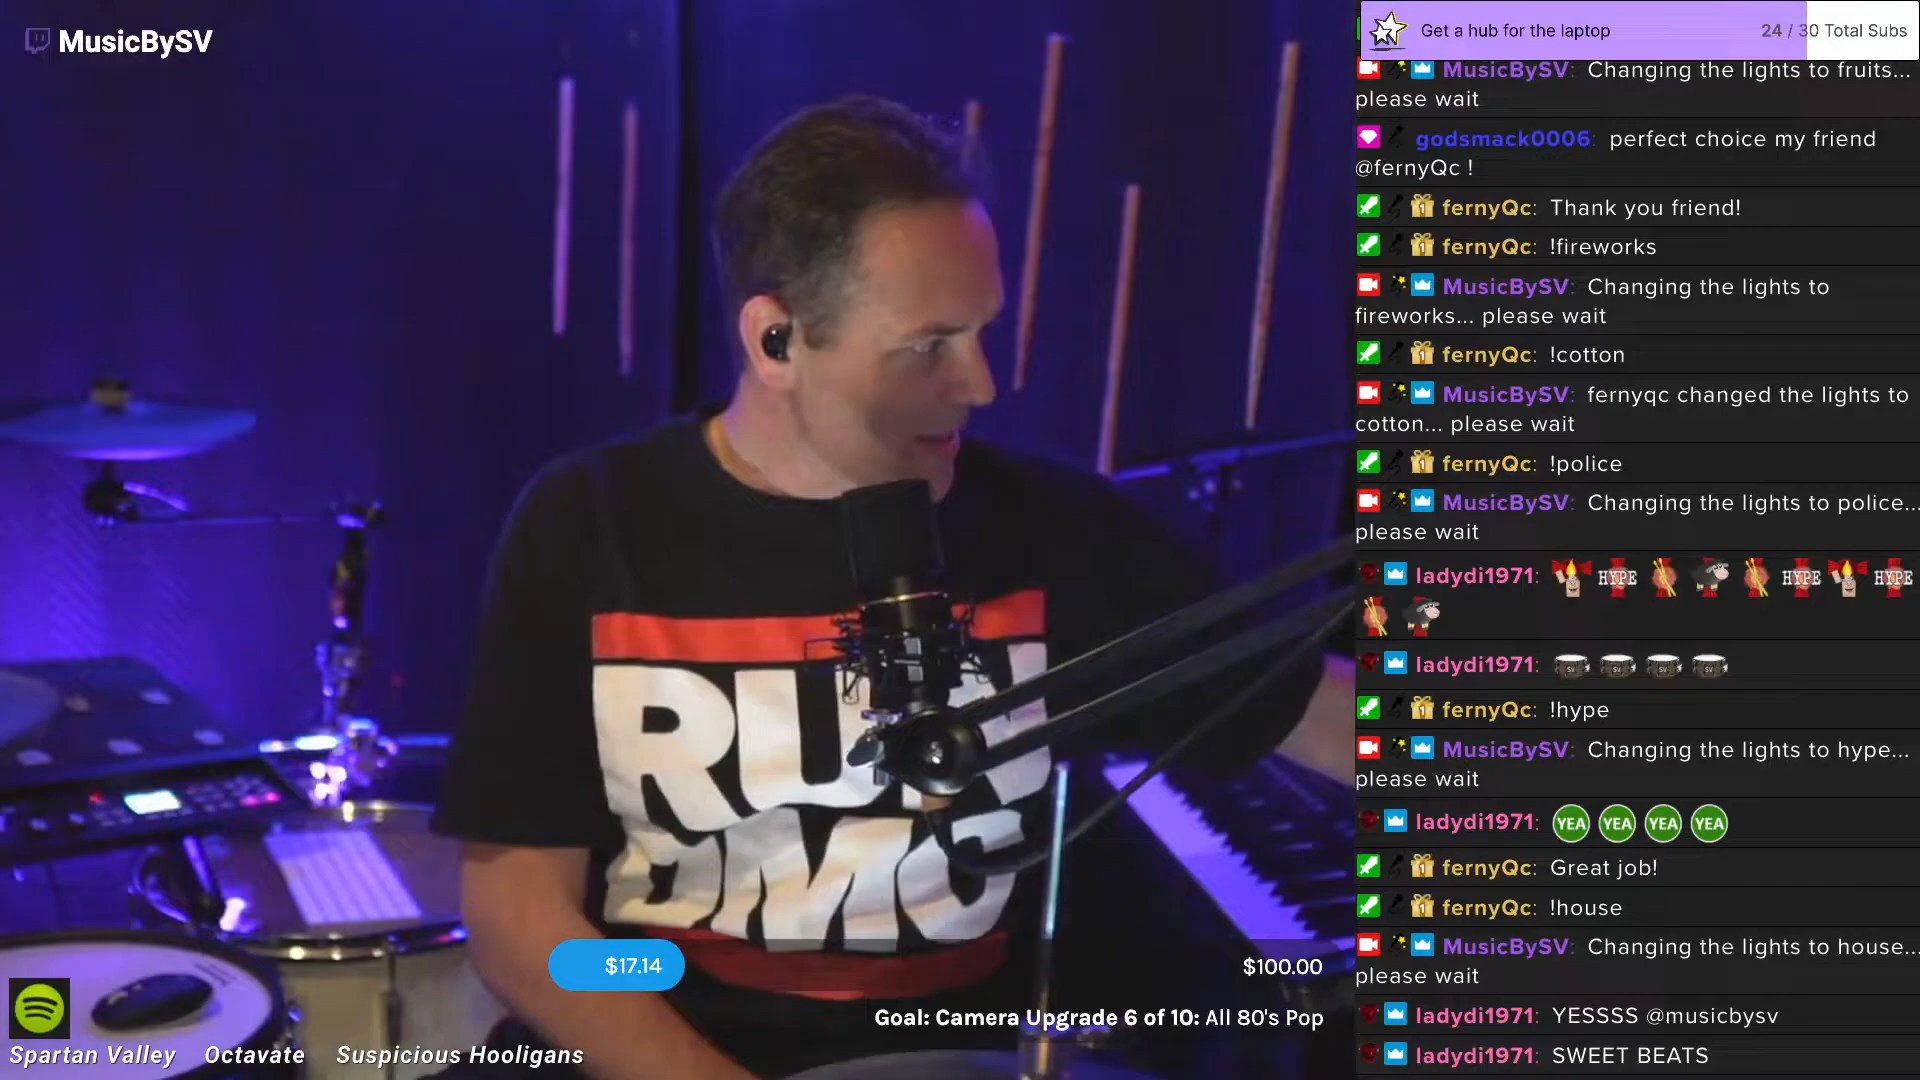 MusicBySV
Get a hub for the laptop 24 / 30 Total Subs
MusicBySV: Changing the lights to fruits...
please wait
godsmack0006: perfect choice my friend
@fernyQc !
fernyQc: Thank you friend!
fernyQc: !fireworks
MusicBySV: Changing the lights to
fireworks... please wait
fernyQc: !cotton
MusicBySV: fernyqc changed the lights to
cotton... please wait
fernyQc: !police
MusicBySV: Changing the lights to police...
please wait
ladydi1971: HYPE HYPE HYPE
ladydi1971: SV SV SV SV
fernyQc: !hype
MusicBySV: Changing the lights to hype...
please wait
ladydi1971: YEA YEA YEA YEA
fernyQc: Great job!
fernyQc: !house
MusicBySV: Changing the lights to house...
please wait
ladydi1971: YESSSS @musicbysv
ladydi1971: SWEET BEATS
RUN
DMC
$17.14 $100.00
Goal: Camera Upgrade 6 of 10: All 80's Pop
Spartan Valley Octavate Suspicious Hooligans